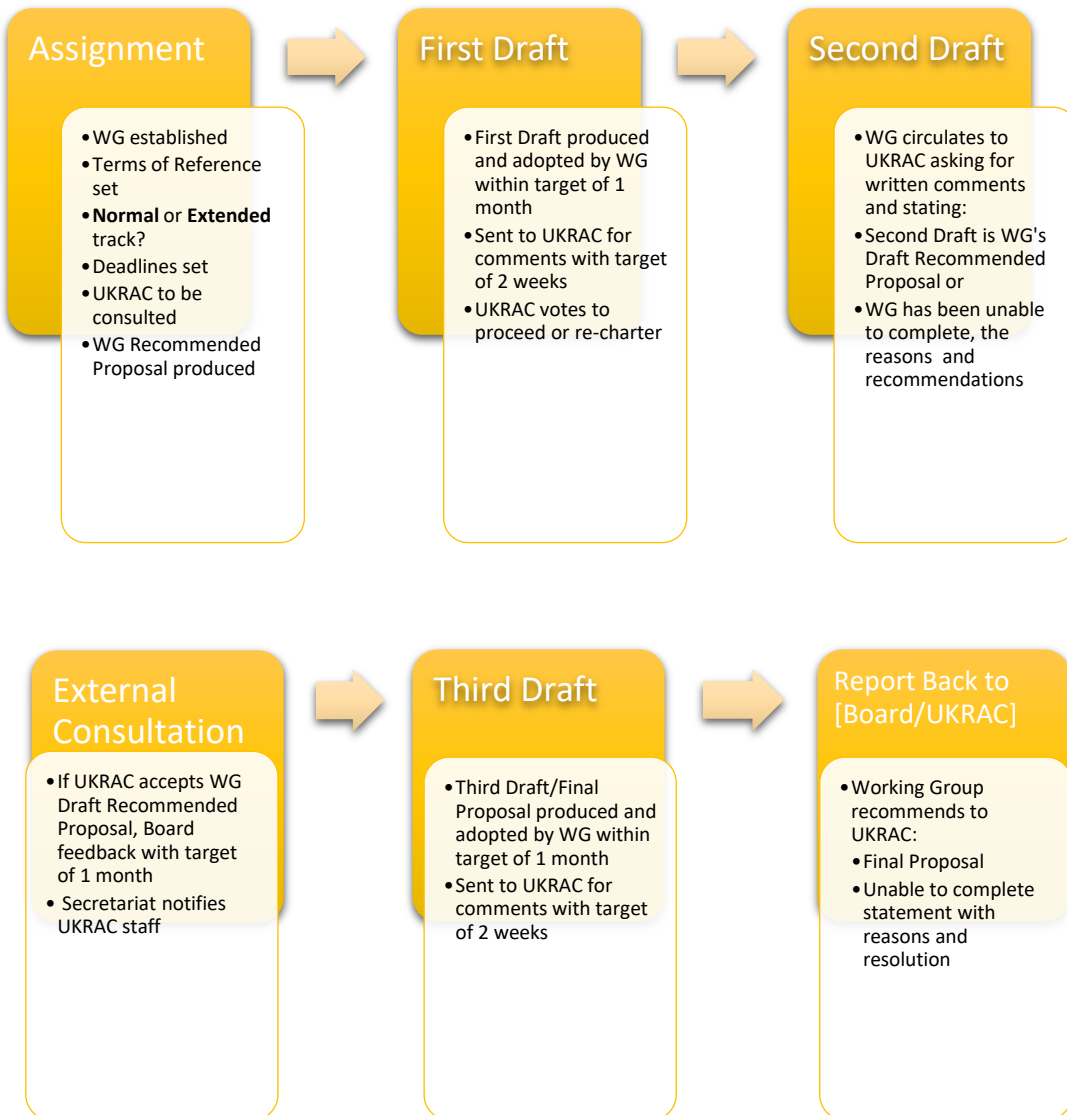 Assignment
• WG established
• Terms of Reference
set
• Normal or Extended
track?
• Deadlines set
• UKRAC to be
consulted
• WG Recommended
Proposal produced
First Draft
• First Draft produced
and adopted by WG
within target of 1
month
• Sent to UKRAC for
comments with target
of 2 weeks
• UKRAC votes to
proceed or re-charter
Second Draft
• WG circulates to
UKRAC asking for
written comments
and stating:
• Second Draft is WG's
Draft Recommended
Proposal or
• WG has been unable
to complete, the
reasons and
recommendations
External
Consultation
• If UKRAC accepts WG
Draft Recommended
Proposal, Board
feedback with target
of 1 month
• Secretariat notifies
UKRAC staff
Third Draft
• Third Draft/Final
Proposal produced and
adopted by WG within
target of 1 month
• Sent to UKRAC for
comments with target
of 2 weeks
Report Back to
[Board/UKRAC]
• Working Group
recommends to
UKRAC:
• Final Proposal
• Unable to complete
statement with
reasons and
resolution